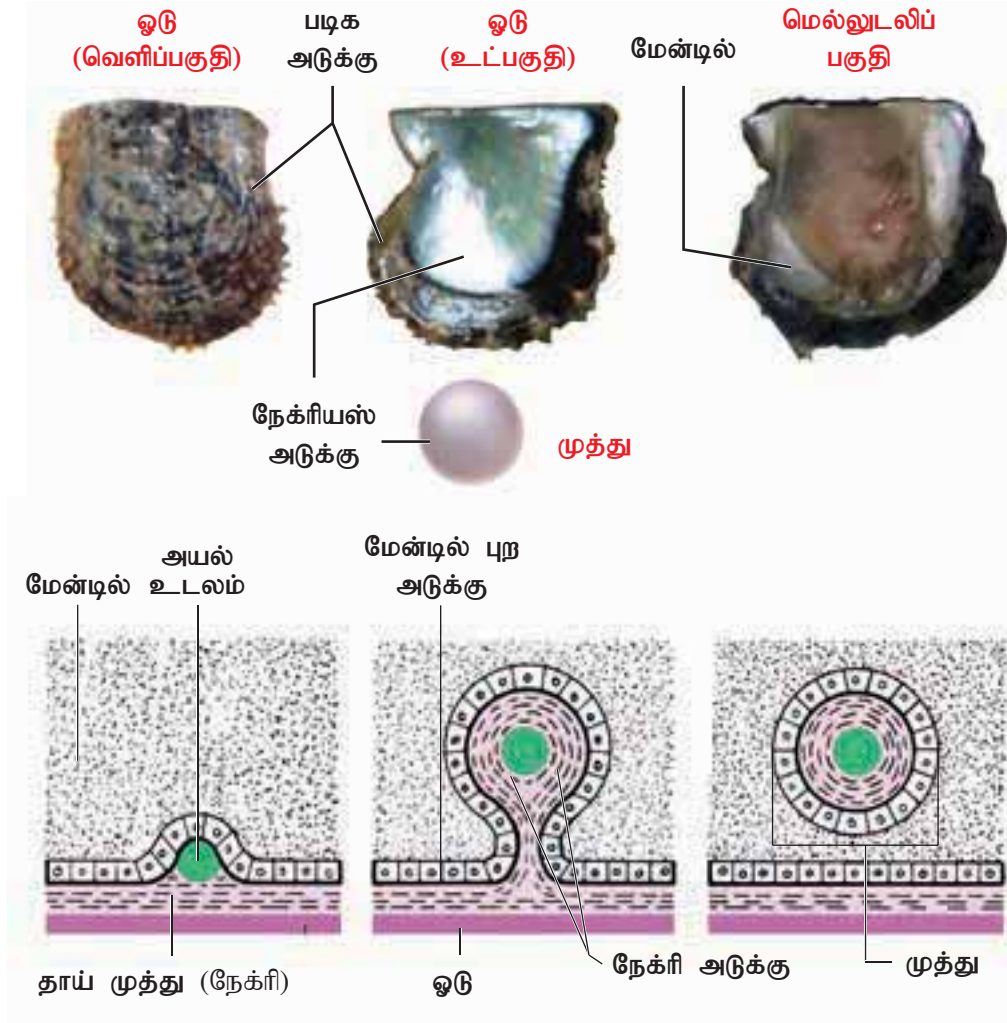 ஓடு
(வெளிப்பகுதி)
படிக
அடுக்கு
ஓடு
(உட்பகுதி)
மேன்டில்
மெல்லுடலிப்
பகுதி
நேக்ரியஸ்
அடுக்கு
முத்து
மேன்டில்
அயல்
உடலம்
மேன்டில் புற
அடுக்கு
தாய் முத்து (நேக்ரி)
ஓடு
நேக்ரி அடுக்கு
முத்து